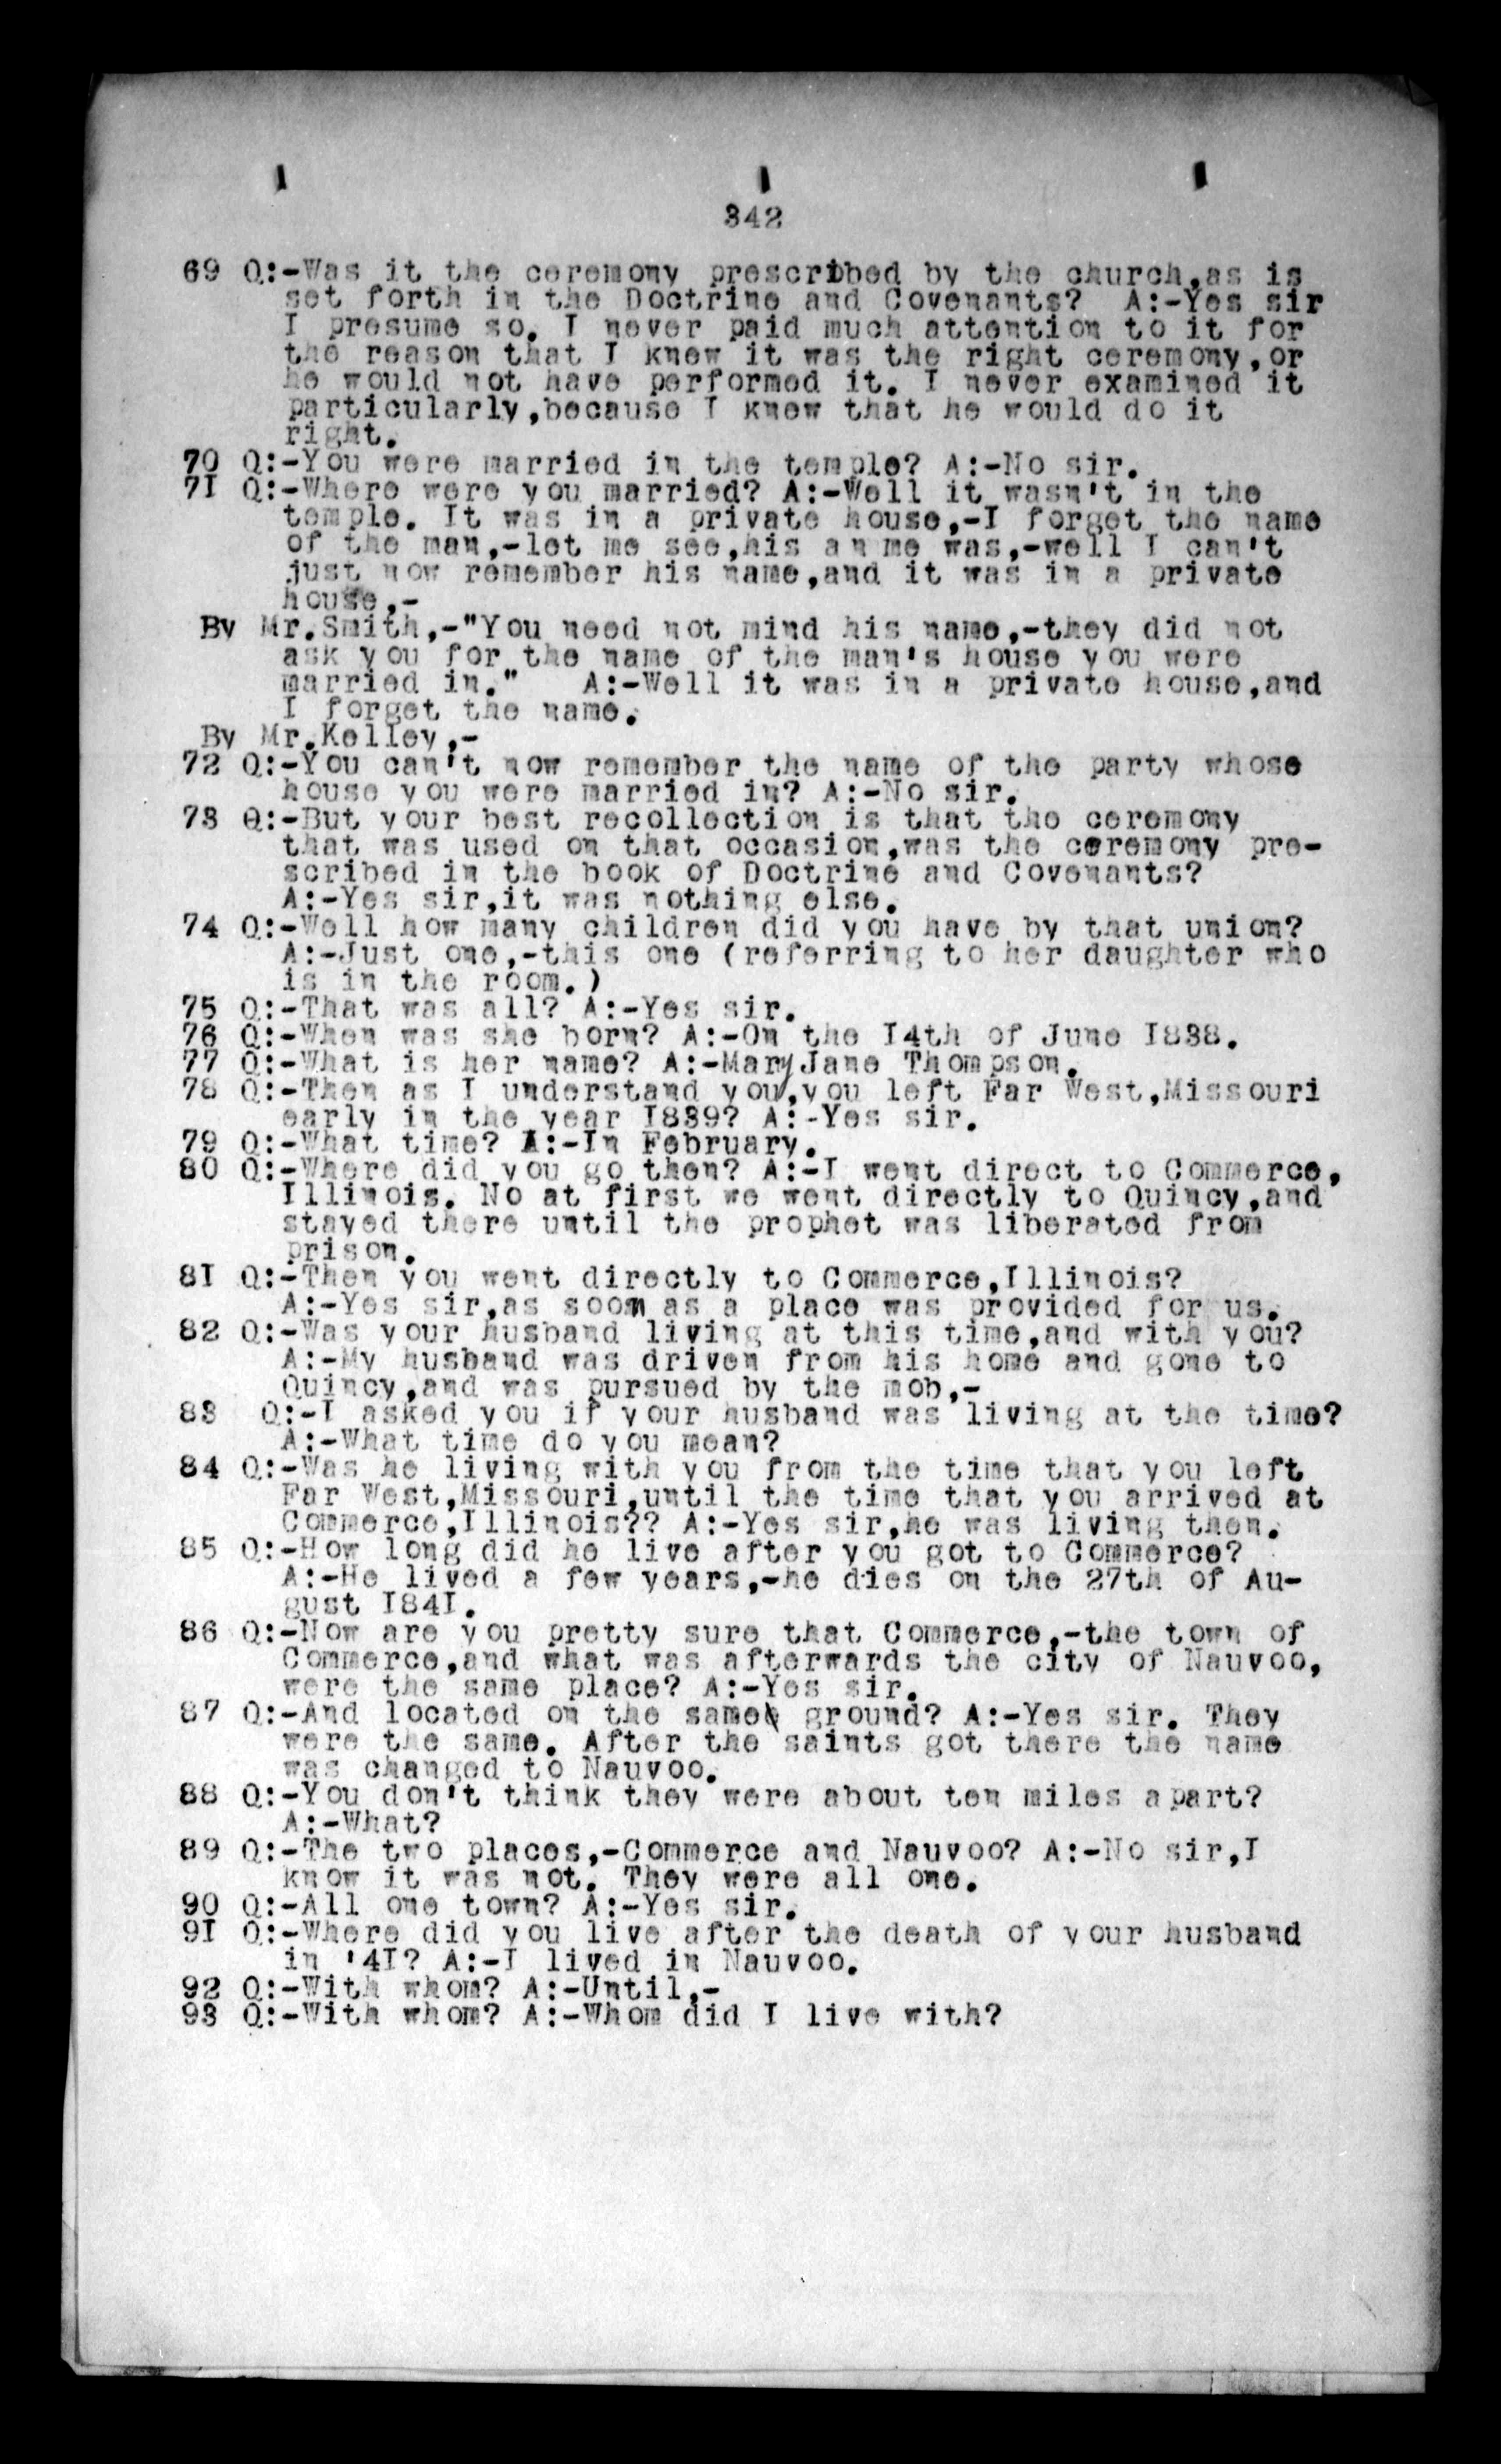 342
69 Q:-Was it the ceremony prescribbed by the church,as is
set forth in the Doctrine and Covenants?  A:-Yes sir
I presume so. I never paid much attention to it for
the reason that I knew it was the right ceremony,or
he would not have performed it. I never examined it
particularly,because I knew that he would do it
right.
70 Q:-You were married in the temple? A:-No sir.
71 Q:-Where were you married? A:-Well it wasn't in the
temple. It was in a private house,-I forget the name
of the man,-let me see,his anme was,-well I can't
just now remember his name,and it was in a private
house,-
By Mr.Smith,-"You need not mind his name,-they did not
ask you for the name of the man's house you were
married in."   A:-Well it was in a private house,and
I forget the name.
By Mr.Kelley,-
72 Q:-You can't now remember the name of the party whose
house you were married in? A:-No sir.
73 Q:-But your best recollection is that the ceremony
that was used on that occasion,was the ceremony pre-
scribed in the book of Doctrine and Covenants?
A:-Yes sir,it was nothing else.
74 Q:-Well how many children did you have by that union?
A:-Just one,-this one (referring to her daughter who
is in the room.)
75 Q:-That was all? A:-Yes sir.
76 Q:-When was she born? A:-On the I4th of June I838.
77 Q:-What is her name? A:-Mary Jane Thompson.
78 Q:-Then as I understand you,you left Far West,Missouri
early in the year I839? A:-Yes sir.
79 Q:-What time? A:-In February.
80 Q:-Where did you go then? A:-I went direct to Commerce,
Illinois. No at first we went directly to Quincy,and
stayed there until the prophet was liberated from
prison.
8I Q:-Then you went directly to Commerce,Illinois?
A:-Yes sir,as soon as a place was provided for us.
82 Q:-Was your husband living at this time,and with you?
A:-My husband was driven from his home and gone to
Quincy,and was pursued by the mob,-
83  Q:-I asked you if your husband was living at the time?
A:-What time do you mean?
84 Q:-Was he living with you from the time that you left
Far West,Missouri,until the time that you arrived at
Commerce,Illinois?? A:-Yes sir,he was living then.
85 Q:-How long did he live after you got to Commerce?
A:-He lived a few years,-he dies on the 27th of Au-
gust I84I.
86 Q:-Now are you pretty sure that Commerce,-the town of
Commerce,and what was afterwards the city of Nauvoo,
were the same place? A:-Yes sir.
87 Q:-And located on the same ground? A:-Yes sir. They
were the same. After the saints got there the name
was changed to Nauvoo.
88 Q:-You don't think they were about ten miles apart?
A:-What?
89 Q:-The two places,-Commerce and Nauvoo? A:-No sir,I
know it was not. They were all one.
90 Q:-All one town? A:-Yes sir.
9I Q:-Where did you live after the death of your husband
in '4I? A:-I lived in Nauvoo.
92 Q:-With whom? A:-Until,-
93 Q:-With whom? A:-Whom did I live with?